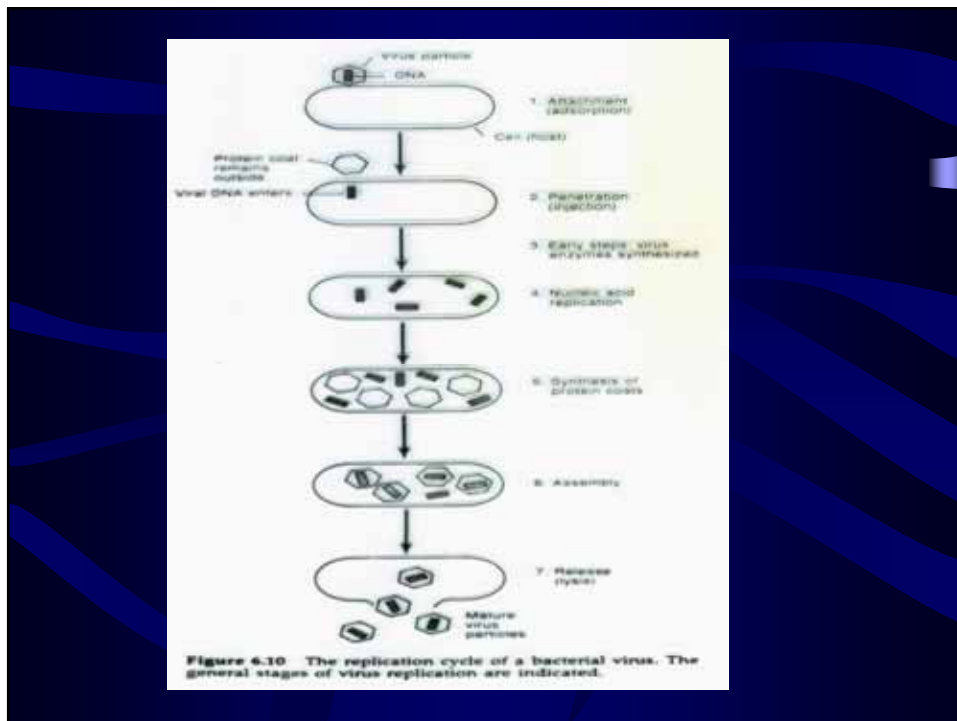 Virus particle
DNA
1. Attachment
(adsorption)
Cell (host)
Protein coat
remains
outside
Viral DNA enters
2. Penetration
(injection)
3. Early steps virus
enzymes synthesized
4. Nucleic acid
replication
5. Synthesis of
protein coats
6. Assembly
7. Release
(lysis)
Mature
virus
particles
Figure 6.10 The replication cycle of a bacterial virus. The
general stages of virus replication are indicated.